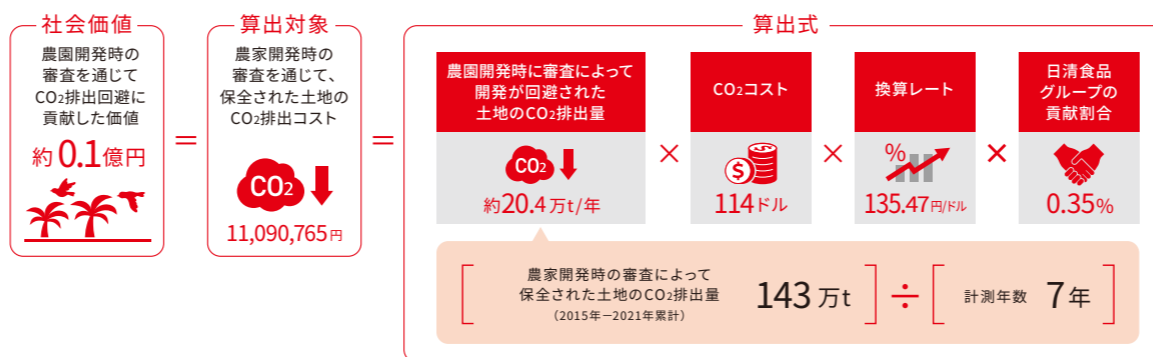 社会価値
農園開発時の
審査を通じて
CO2排出回避に
貢献した価値
約0.1億円
=
算出対象
農家開発時の
審査を通じて、
保全された土地の
CO2排出コスト
CO2
11,090,765円
=
算出式
農園開発時に審査によって
開発が回避された
土地のCO2排出量
CO2
約20.4万t/年
×
CO2コスト
$
114ドル
×
換算レート
%
135.47円/ドル
×
日清食品
グループの
貢献割合
0.35%
農家開発時の審査によって
保全された土地のCO2排出量
(2015年ー2021年累計)
143万t
÷
計測年数 7年